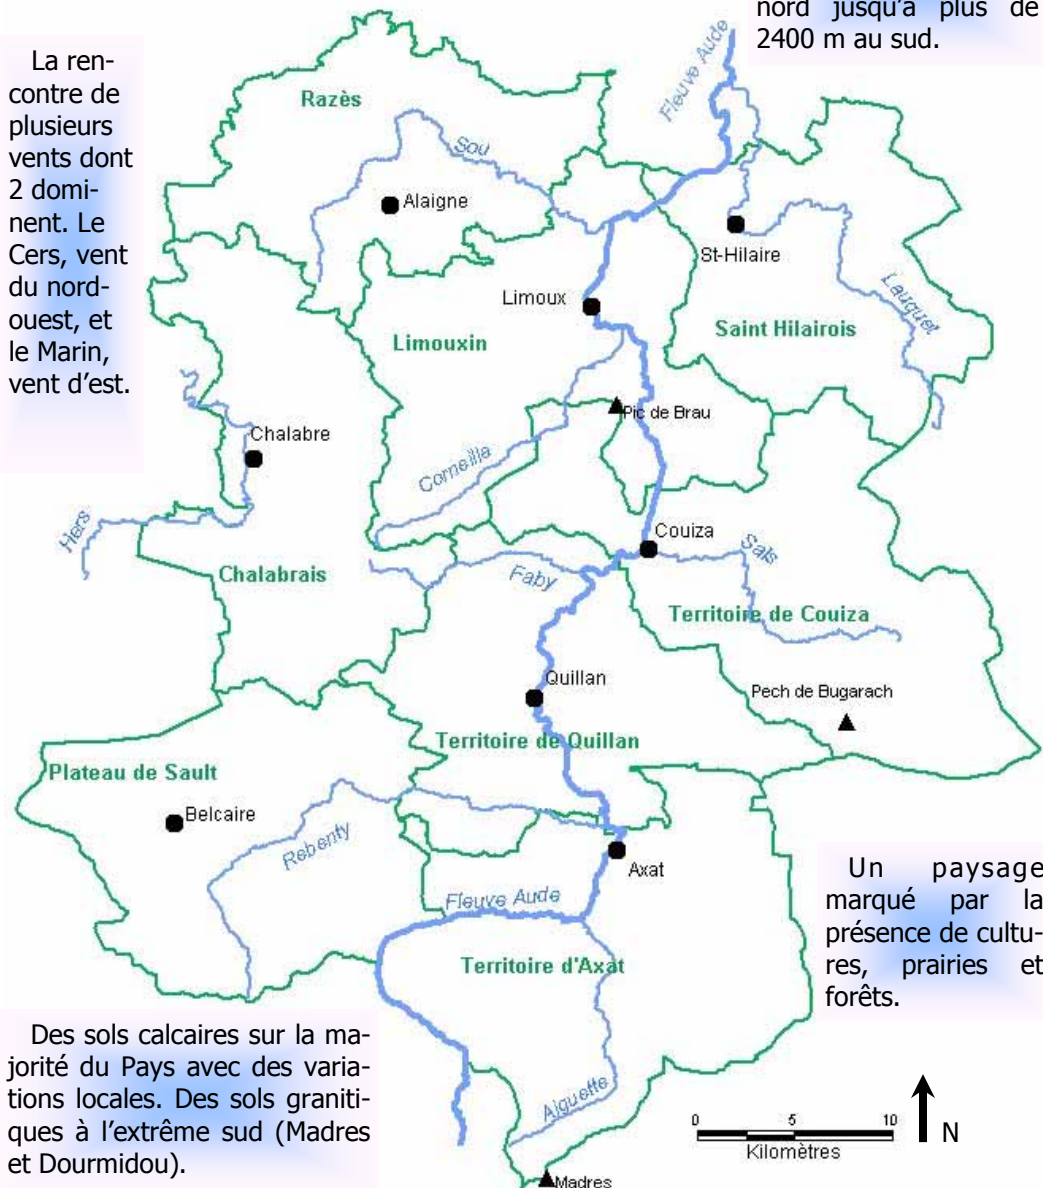 nord jusqu'à plus de
2400 m au sud.
La ren-
contre de
plusieurs
vents dont
2 domi-
nent. Le
Cers, vent
du nord-
ouest, et
le Marin,
vent d'est.
Fleuve Aude
Razès
Sou
Alaigne
St-Hilaire
Lauquet
Limoux
Limouxin
Saint Hilairois
Pic de Brau
Chalabre
Corneilla
Hers
Couiza
Sals
Chalabrais
Faby
Territoire de Couiza
Quillan
Pech de Bugarach
Territoire de Quillan
Plateau de Sault
Belcaire
Rebenty
Axat
Fleuve Aude
Territoire d'Axat
Un paysage
marqué par la
présence de cultu-
res, prairies et
forêts.
Des sols calcaires sur la ma-
jorité du Pays avec des varia-
tions locales. Des sols graniti-
ques à l'extrême sud (Madres
et Dourmidou).
Aiguette
0 5 10
Kilomètres
N
Madres